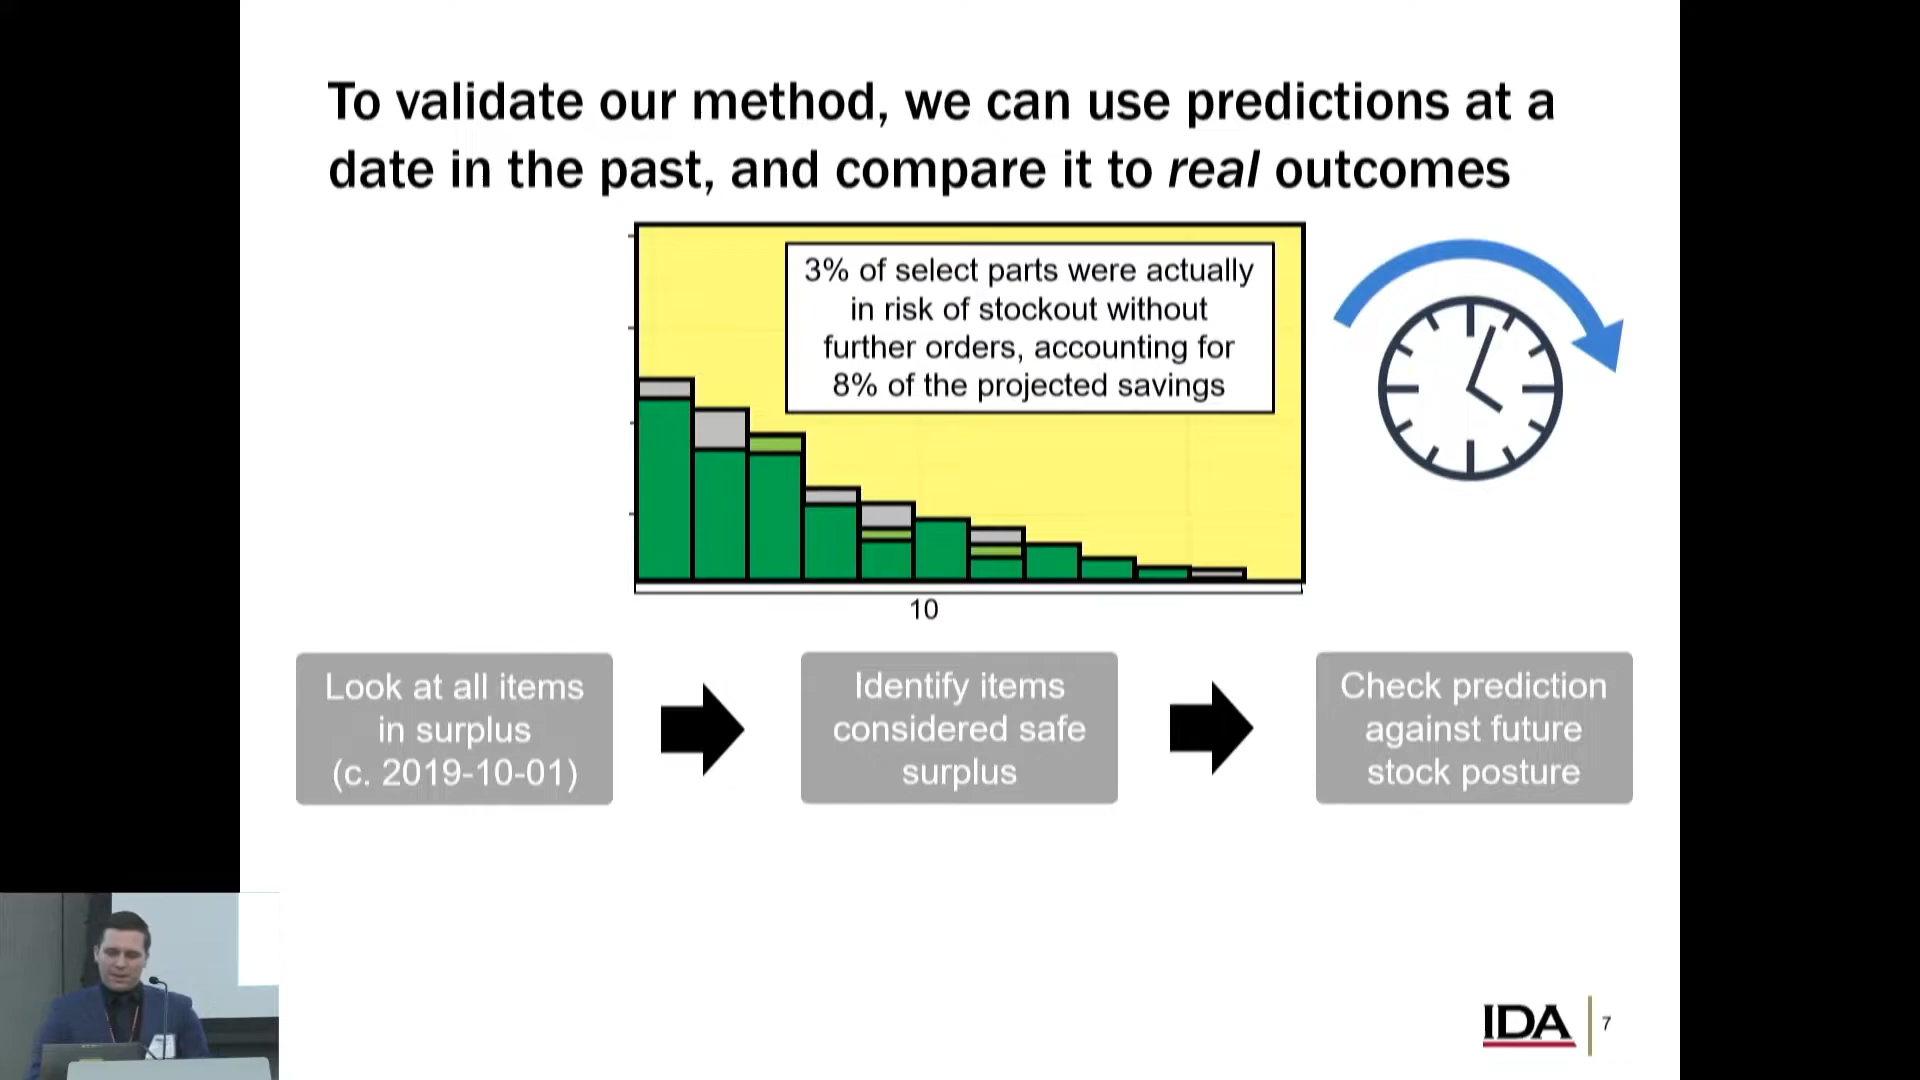 To validate our method, we can use predictions at a
date in the past, and compare it to real outcomes
3% of select parts were actually
in risk of stockout without
further orders, accounting for
8% of the projected savings
10
Look at all items
in surplus
(c. 2019-10-01)
Identify items
considered safe
surplus
Check prediction
against future
stock posture
IDA
7